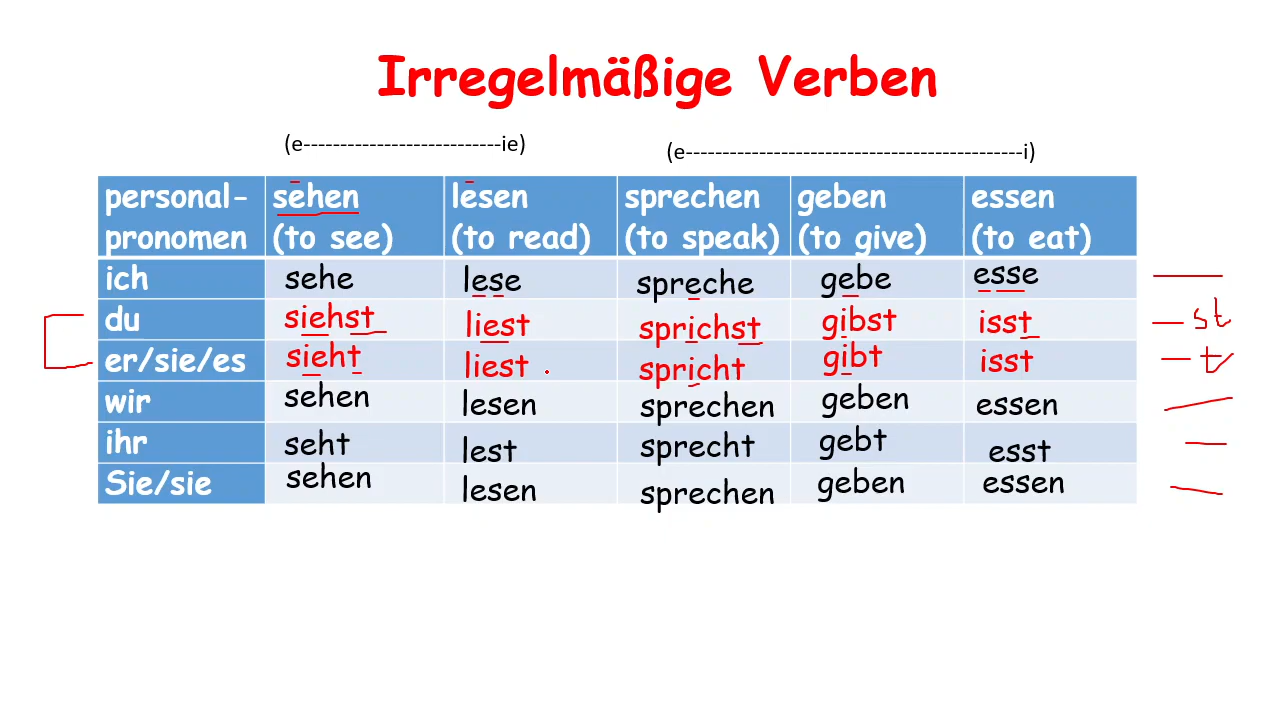 Irregelmäßige Verben
(e---------------------------ie)
(e----------------------------------------------i)
personal- sehen lesen sprechen geben essen
pronomen (to see) (to read) (to speak) (to give) (to eat)
ich sehe lese spreche gebe esse
du siehst liest sprichst gibst isst — st
er/sie/es sieht liest spricht gibt isst — t
wir sehen lesen sprechen geben essen
ihr seht lest sprecht gebt esst
Sie/sie sehen lesen sprechen geben essen